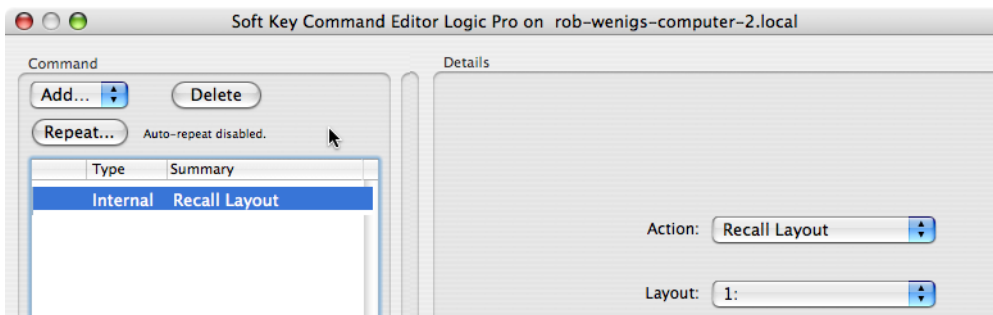 Soft Key Command Editor Logic Pro on rob-wenigs-computer-2.local
Command
Details
Add...
Delete
Repeat...
Auto-repeat disabled.
Type Summary
Internal Recall Layout
Action: Recall Layout
Layout: 1: